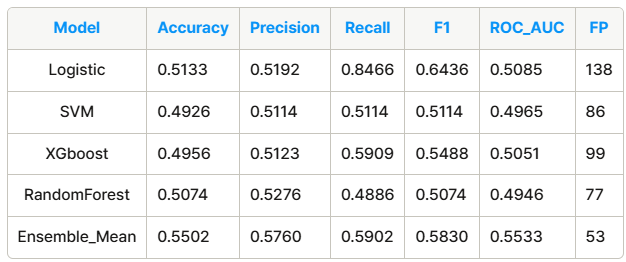 Model Accuracy Precision Recall F1 ROC_AUC FP
Logistic 0.5133 0.5192 0.8466 0.6436 0.5085 138
SVM 0.4926 0.5114 0.5114 0.5114 0.4965 86
XGboost 0.4956 0.5123 0.5909 0.5488 0.5051 99
RandomForest 0.5074 0.5276 0.4886 0.5074 0.4946 77
Ensemble_Mean 0.5502 0.5760 0.5902 0.5830 0.5533 53